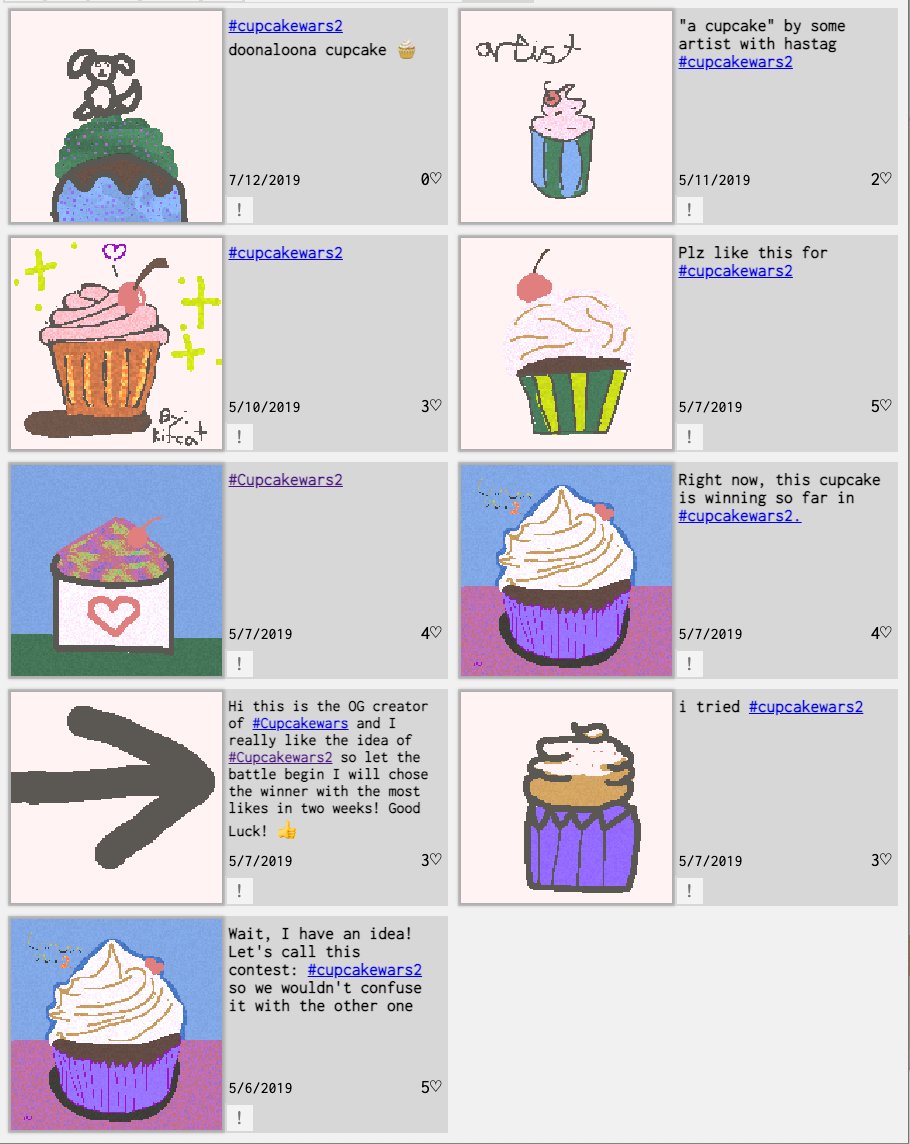 #cupcakewars2
doonaloona cupcake 🧁
7/12/2019 0♡
!
artist
"a cupcake" by some
artist with hastag
#cupcakewars2
5/11/2019 2♡
!
By:
kitcat
#cupcakewars2
5/10/2019 3♡
!
Plz like this for
#cupcakewars2
5/7/2019 5♡
!
#Cupcakewars2
5/7/2019 4♡
!
Right now, this cupcake
is winning so far in
#cupcakewars2.
5/7/2019 4♡
!
Hi this is the OG creator
of #Cupcakewars and I
really like the idea of
#Cupcakewars2 so let the
battle begin I will chose
the winner with the most
likes in two weeks! Good
Luck! 👍
5/7/2019 3♡
!
i tried #cupcakewars2
5/7/2019 3♡
!
Wait, I have an idea!
Let's call this
contest: #cupcakewars2
so we wouldn't confuse
it with the other one
5/6/2019 5♡
!